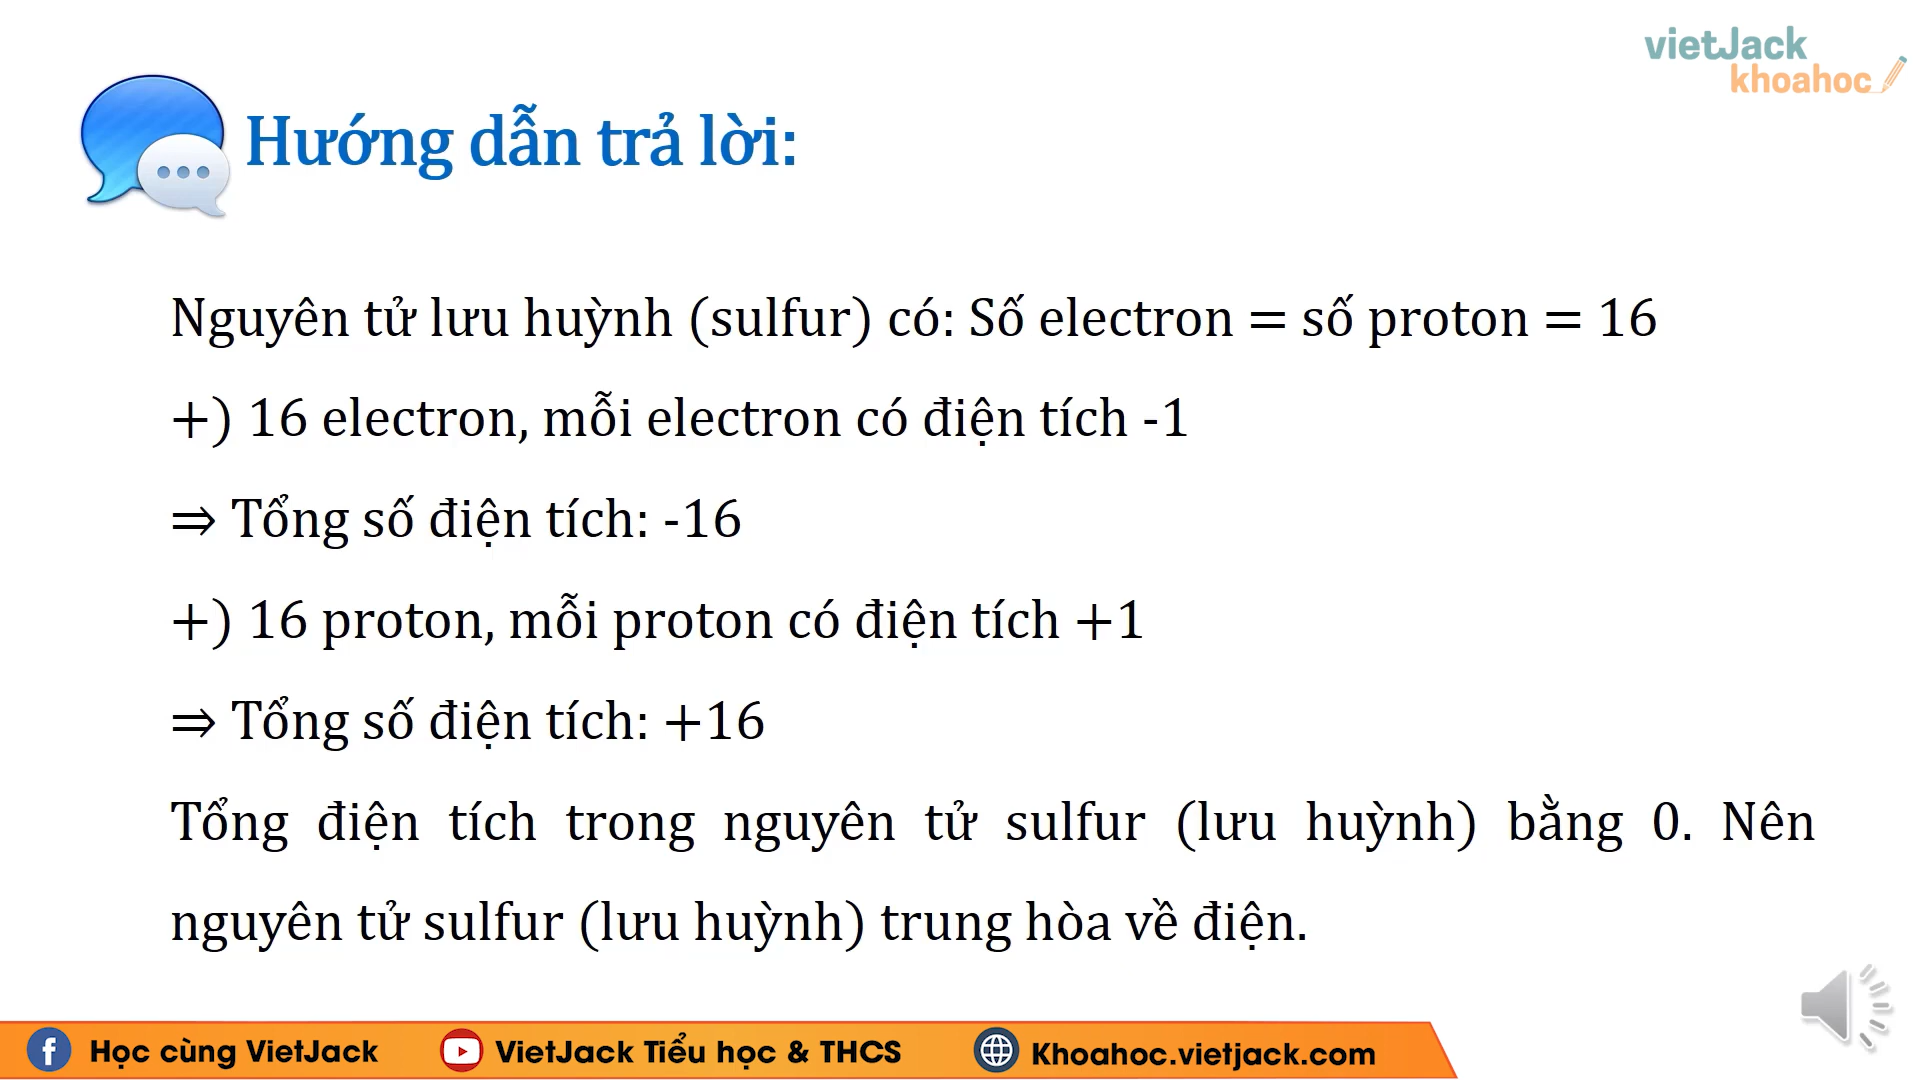 vietJack
khoahoc
Hướng dẫn trả lời:
Nguyên tử lưu huỳnh (sulfur) có: Số electron = số proton = 16
+) 16 electron, mỗi electron có điện tích -1
⇒ Tổng số điện tích: -16
+) 16 proton, mỗi proton có điện tích +1
⇒ Tổng số điện tích: +16
Tổng điện tích trong nguyên tử sulfur (lưu huỳnh) bằng 0. Nên
nguyên tử sulfur (lưu huỳnh) trung hòa về điện.
Học cùng VietJack
VietJack Tiểu học & THCS
Khoahoc.vietjack.com